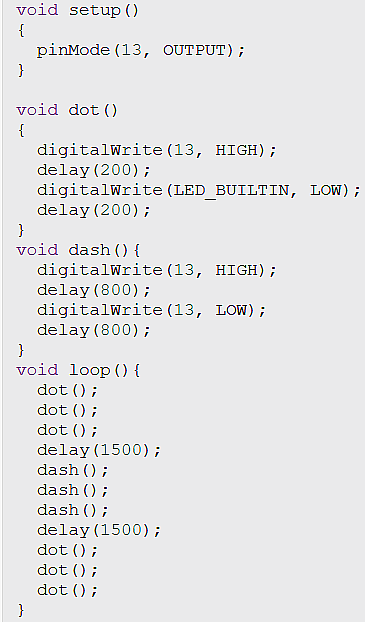 void setup()
{
  pinMode(13, OUTPUT);
}

void dot()
{
  digitalWrite(13, HIGH);
  delay(200);
  digitalWrite(LED_BUILTIN, LOW);
  delay(200);
}
void dash(){
  digitalWrite(13, HIGH);
  delay(800);
  digitalWrite(13, LOW);
  delay(800);
}
void loop(){
  dot();
  dot();
  dot();
  delay(1500);
  dash();
  dash();
  dash();
  delay(1500);
  dot();
  dot();
  dot();
}